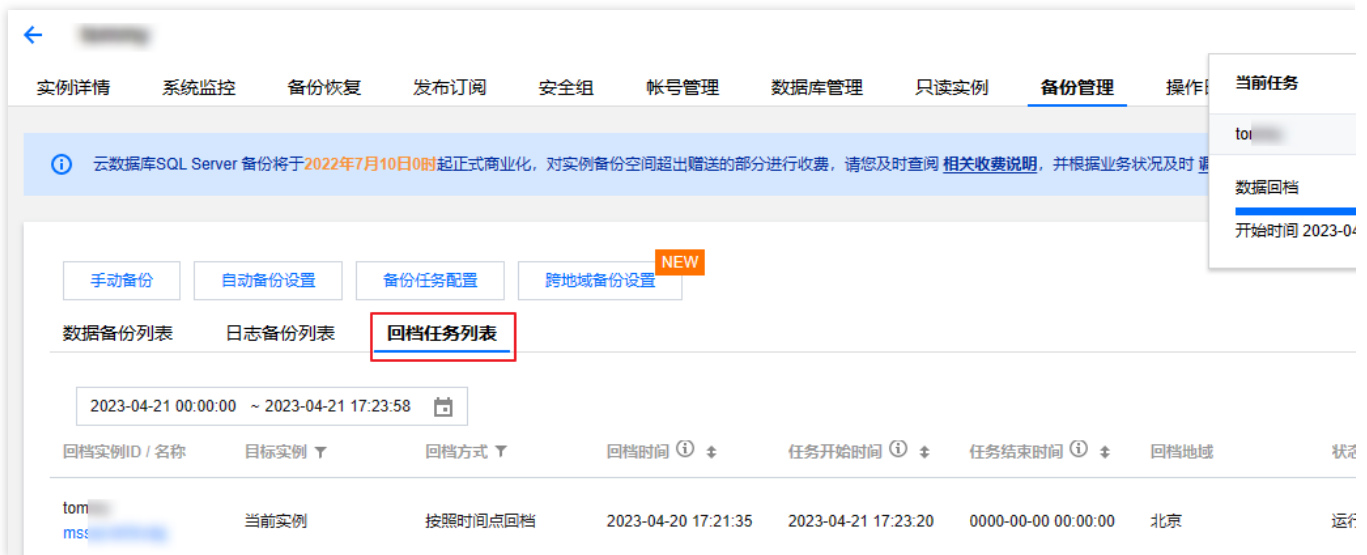 实例详情 系统监控 备份恢复 发布订阅 安全组 帐号管理 数据库管理 只读实例 备份管理 操作
当前任务
云数据库SQL Server 备份将于2022年7月10日0时起正式商业化，对实例备份空间超出赠送的部分进行收费，请您及时查阅 相关收费说明，并根据业务状况及时
数据回档
开始时间 2023-04
手动备份 自动备份设置 备份任务配置 跨地域备份设置 NEW
数据备份列表 日志备份列表 回档任务列表
2023-04-21 00:00:00 ~ 2023-04-21 17:23:58
回档实例ID / 名称 目标实例 回档方式 回档时间 任务开始时间 任务结束时间 回档地域 状态
当前实例 按照时间点回档 2023-04-20 17:21:35 2023-04-21 17:23:20 0000-00-00 00:00:00 北京